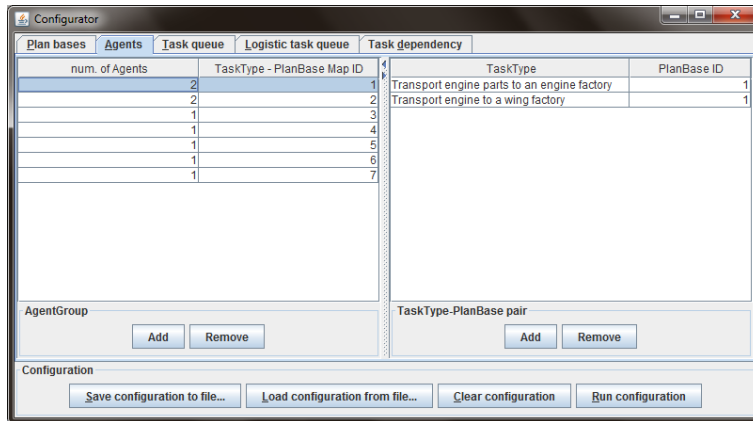 Configurator
Plan bases Agents Task queue Logistic task queue Task dependency
num. of Agents TaskType - PlanBase Map ID
2 1
2 2
1 3
1 4
1 5
1 6
1 7
TaskType PlanBase ID
Transport engine parts to an engine factory 1
Transport engine to a wing factory 1
AgentGroup
Add Remove
TaskType-PlanBase pair
Add Remove
Configuration
Save configuration to file... Load configuration from file... Clear configuration Run configuration